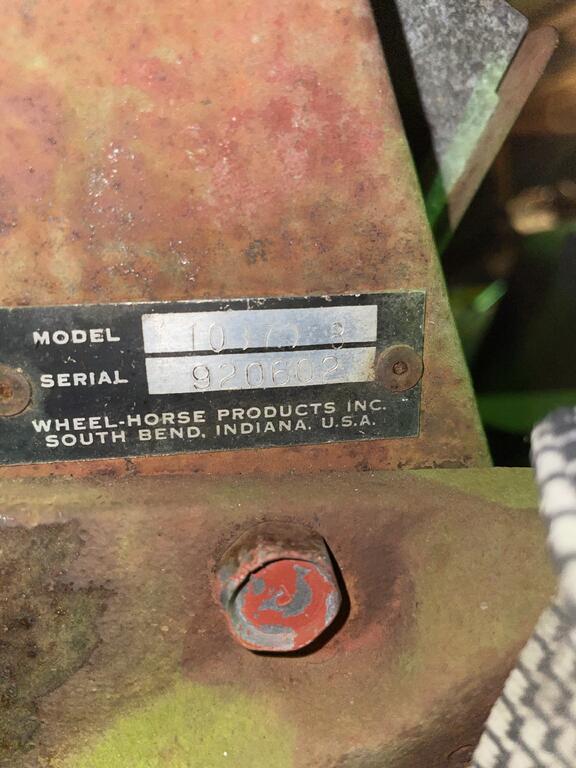 MODEL
SERIAL 920602
WHEEL-HORSE PRODUCTS INC.
SOUTH BEND, INDIANA, U.S.A.